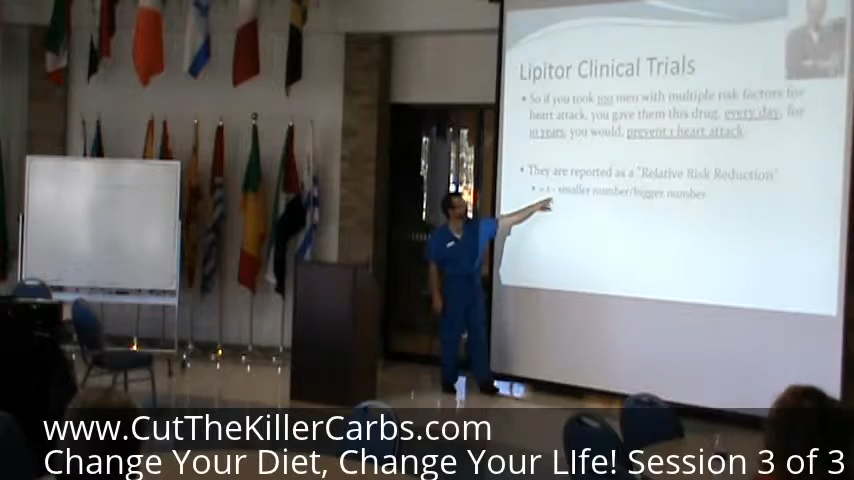 Lipitor Clinical Trials
• So if you took 100 men with multiple risk factors for
heart attack, you gave them this drug, every day, for
10 years, you would, prevent 1 heart attack.
• They are reported as a "Relative Risk Reduction"
smaller number/bigger number
www.CutTheKillerCarbs.com
Change Your Diet, Change Your LIfe! Session 3 of 3